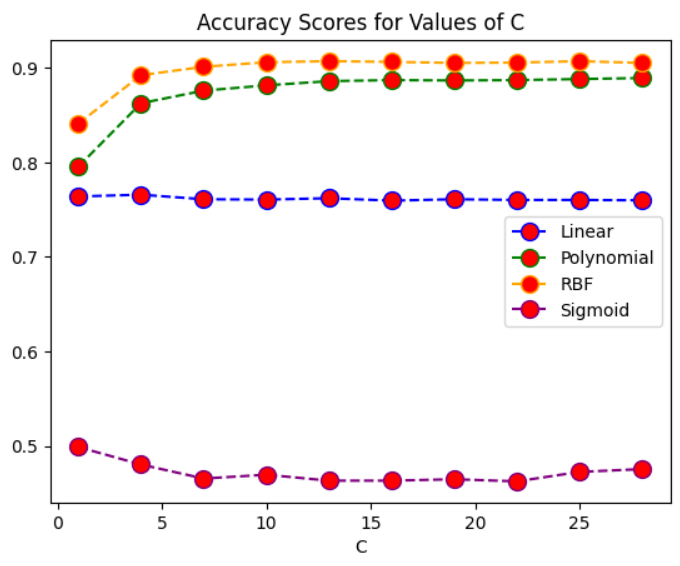 Accuracy Scores for Values of C
0.9
0.8
0.7
0.6
0.5
Linear
Polynomial
RBF
Sigmoid
0 5 10 15 20 25
C